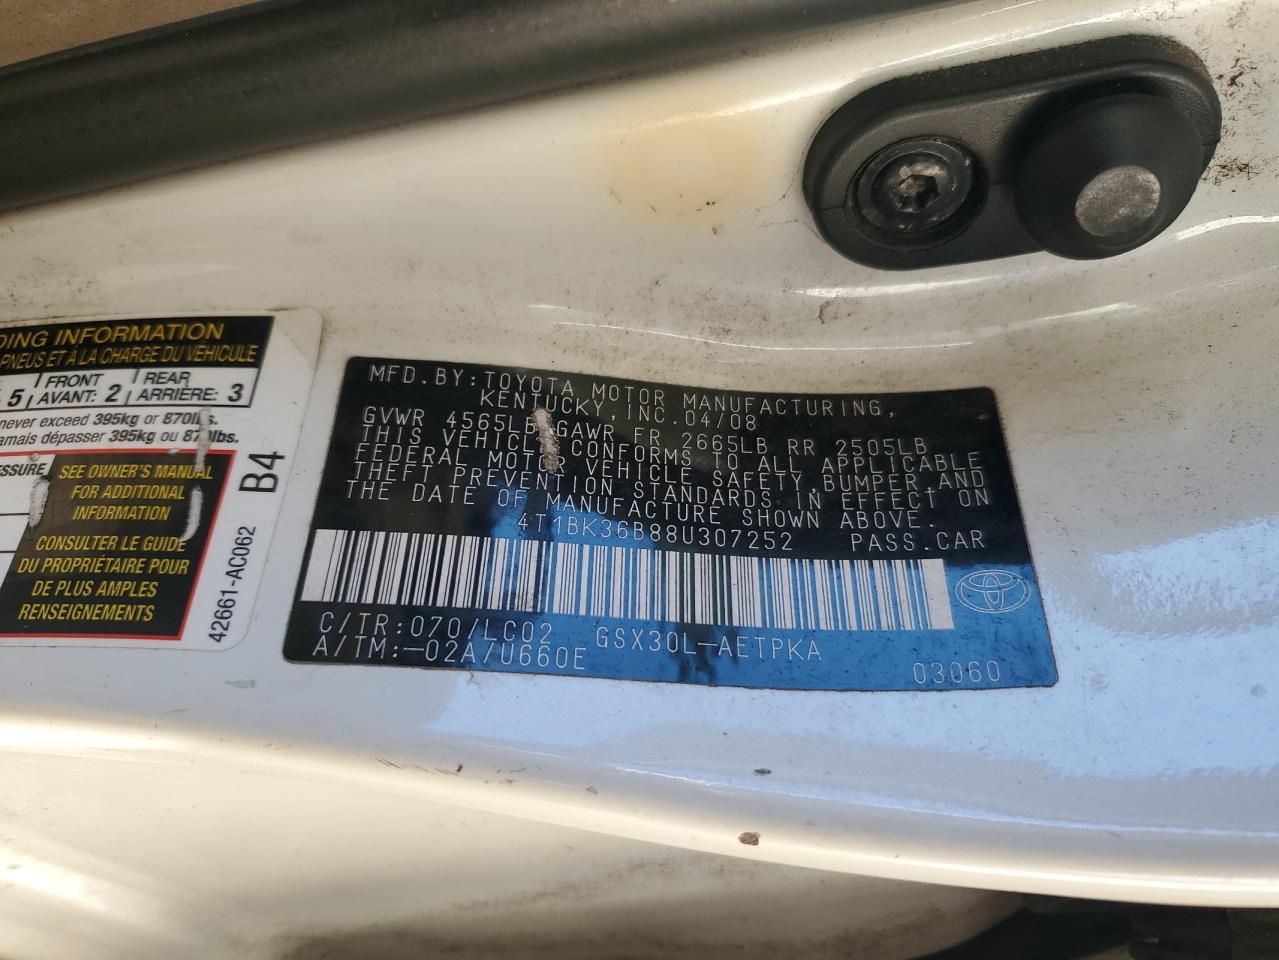 DING INFORMATION
PNEUS ET À LA CHARGE DU VÉHICULE
5 FRONT AVANT: 2 REAR ARRIÈRE: 3
never exceed 395kg or 870lbs.
amais dépasser 395kg ou 870lbs.
ESSURE
SEE OWNER'S MANUAL
FOR ADDITIONAL
INFORMATION
CONSULTER LE GUIDE
DU PROPRIÉTAIRE POUR
DE PLUS AMPLES
RENSEIGNEMENTS
B4
42661-AC062
MFD.BY:TOYOTA MOTOR MANUFACTURING,
KENTUCKY, INC.04/08
GVWR 4565LB GAWR FR 2665LB RR 2505LB
THIS VEHICLE CONFORMS TO ALL APPLICABLE
FEDERAL MOTOR VEHICLE SAFETY, BUMPER AND
THEFT PREVENTION STANDARDS IN EFFECT ON
THE DATE OF MANUFACTURE SHOWN ABOVE.
4T1BK36B88U307252 PASS.CAR
C/TR:070/LC02 GSX30L-AETPKA
A/TM:-02A/U660E 03060